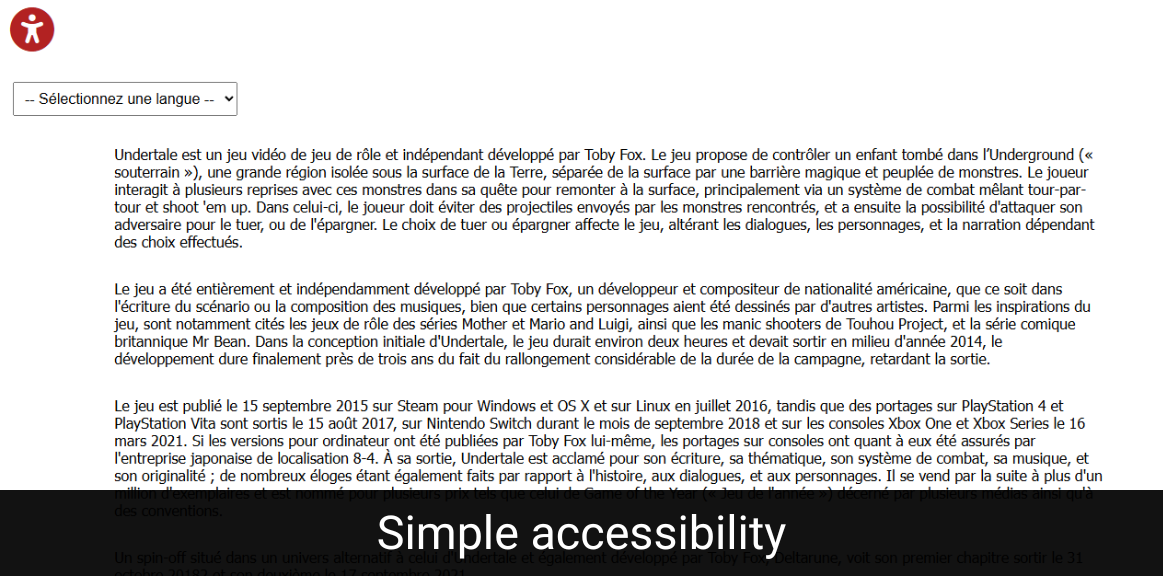 -- Sélectionnez une langue --
Undertale est un jeu vidéo de jeu de rôle et indépendant développé par Toby Fox. Le jeu propose de contrôler un enfant tombé dans l’Underground («
souterrain »), une grande région isolée sous la surface de la Terre, séparée de la surface par une barrière magique et peuplée de monstres. Le joueur
interagit à plusieurs reprises avec ces monstres dans sa quête pour remonter à la surface, principalement via un système de combat mêlant tour-par-
tour et shoot 'em up. Dans celui-ci, le joueur doit éviter des projectiles envoyés par les monstres rencontrés, et a ensuite la possibilité d'attaquer son
adversaire pour le tuer, ou de l'épargner. Le choix de tuer ou épargner affecte le jeu, altérant les dialogues, les personnages, et la narration dépendant
des choix effectués.
Le jeu a été entièrement et indépendamment développé par Toby Fox, un développeur et compositeur de nationalité américaine, que ce soit dans
l'écriture du scénario ou la composition des musiques, bien que certains personnages aient été dessinés par d'autres artistes. Parmi les inspirations du
jeu, sont notamment cités les jeux de rôle des séries Mother et Mario and Luigi, ainsi que les manic shooters de Touhou Project, et la série comique
britannique Mr Bean. Dans la conception initiale d'Undertale, le jeu durait environ deux heures et devait sortir en milieu d'année 2014, le
développement dure finalement près de trois ans du fait du rallongement considérable de la durée de la campagne, retardant la sortie.
Le jeu est publié le 15 septembre 2015 sur Steam pour Windows et OS X et sur Linux en juillet 2016, tandis que des portages sur PlayStation 4 et
PlayStation Vita sont sortis le 15 août 2017, sur Nintendo Switch durant le mois de septembre 2018 et sur les consoles Xbox One et Xbox Series le 16
mars 2021. Si les versions pour ordinateur ont été publiées par Toby Fox lui-même, les portages sur consoles ont quant à eux été assurés par
l'entreprise japonaise de localisation 8-4. À sa sortie, Undertale est acclamé pour son écriture, sa thématique, son système de combat, sa musique, et
son originalité ; de nombreux éloges étant également faits par rapport à l'histoire, aux dialogues, et aux personnages. Il se vend par la suite à plus d'un
million d'exemplaires et est nommé pour plusieurs prix tels que celui de Game of the Year (« Jeu de l'année ») décerné par plusieurs médias ainsi qu'à
des conventions.
Simple accessibility
Un spin-off situé dans un univers alternatif à celui d'Undertale et également développé par Toby Fox, Deltarune, voit son premier chapitre sortir le 31
octobre 2018? et son deuxième le 17 septembre 2021